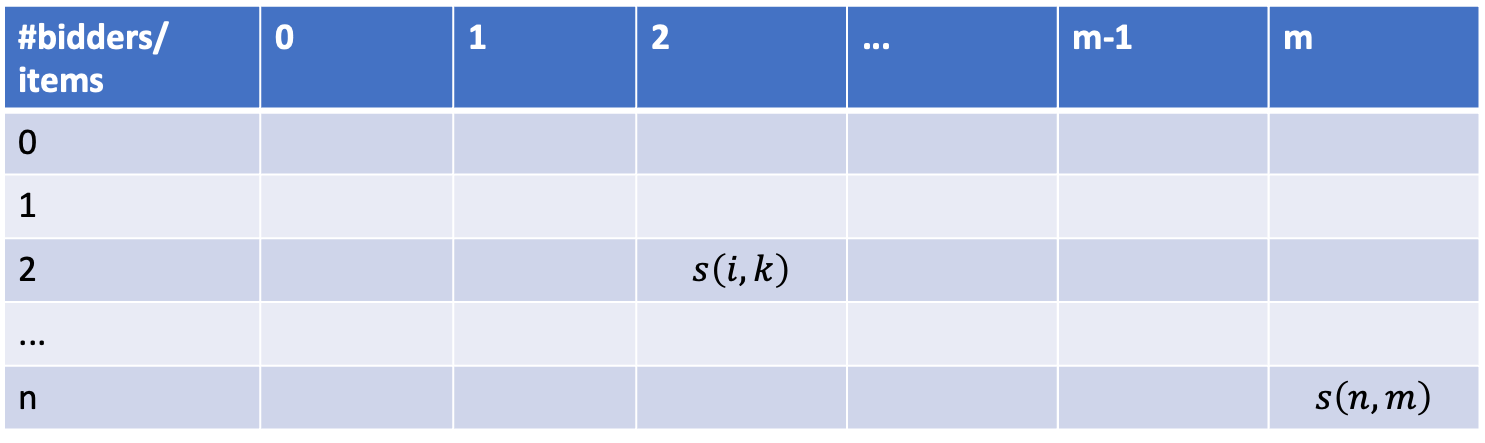 #bidders/ 0 1 2 ... m-1 m
items
0
1
2 s(i,k)
...
n s(n,m)